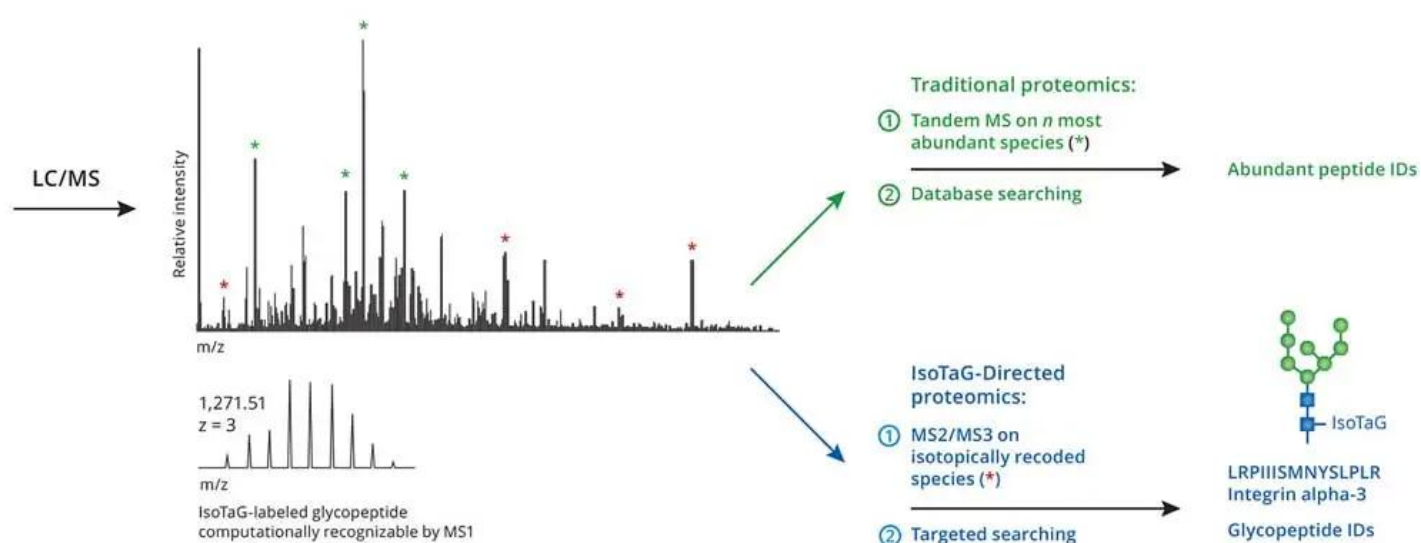 LC/MS
Relative intensity
m/z
1,271.51
z = 3
m/z
IsoTaG-labeled glycopeptide
computationally recognizable by MS1
Traditional proteomics:
① Tandem MS on n most
abundant species (*)
② Database searching
Abundant peptide IDs
IsoTaG-Directed
proteomics:
① MS2/MS3 on
isotopically recoded
species (*)
② Targeted searching
IsoTaG
LRPIIISMNYSLPLR
Integrin alpha-3
Glycopeptide IDs